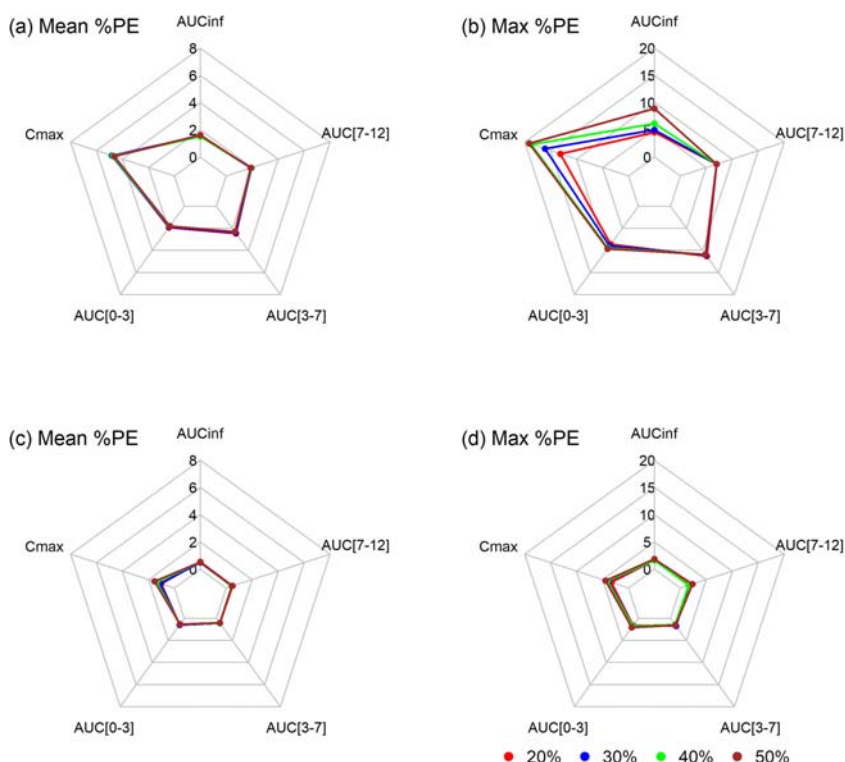 (a) Mean %PE
AUCinf
8
6
4
2
0
AUC[7-12]
AUC[3-7]
AUC[0-3]
Cmax
(b) Max %PE
AUCinf
20
15
10
5
0
AUC[7-12]
AUC[3-7]
AUC[0-3]
Cmax
(c) Mean %PE
AUCinf
8
6
4
2
0
AUC[7-12]
AUC[3-7]
AUC[0-3]
Cmax
(d) Max %PE
AUCinf
20
15
10
5
0
AUC[7-12]
AUC[3-7]
AUC[0-3]
Cmax
20% 30% 40% 50%